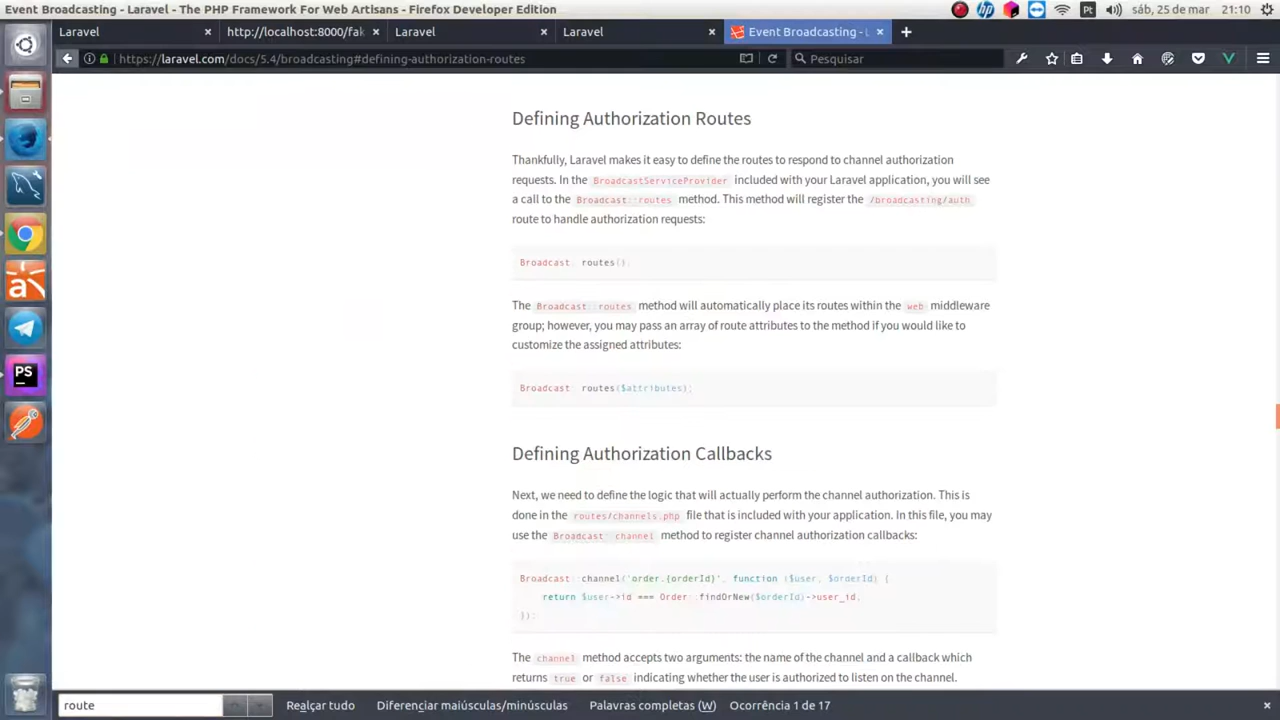 Event Broadcasting - Laravel - The PHP Framework For Web Artisans - Firefox Developer Edition
Pt
sáb, 25 de mar
21:10
Laravel × http://localhost:8000/fak × Laravel × Laravel × Event Broadcasting - L × +
https://laravel.com/docs/5.4/broadcasting#defining-authorization-routes
Pesquisar
Defining Authorization Routes
Thankfully, Laravel makes it easy to define the routes to respond to channel authorization
requests. In the BroadcastServiceProvider included with your Laravel application, you will see
a call to the Broadcast::routes method. This method will register the /broadcasting/auth
route to handle authorization requests:
Broadcast::routes();
The Broadcast::routes method will automatically place its routes within the web middleware
group; however, you may pass an array of route attributes to the method if you would like to
customize the assigned attributes:
Broadcast::routes($attributes);
Defining Authorization Callbacks
Next, we need to define the logic that will actually perform the channel authorization. This is
done in the routes/channels.php file that is included with your application. In this file, you may
use the Broadcast::channel method to register channel authorization callbacks:
Broadcast::channel('order.{orderId}', function ($user, $orderId) {
return $user->id === Order::findOrNew($orderId)->user_id;
});
The channel method accepts two arguments: the name of the channel and a callback which
returns true or false indicating whether the user is authorized to listen on the channel.
PS
route
Realçar tudo
Diferenciar maiúsculas/minúsculas
Palavras completas (W)
Ocorrência 1 de 17
×